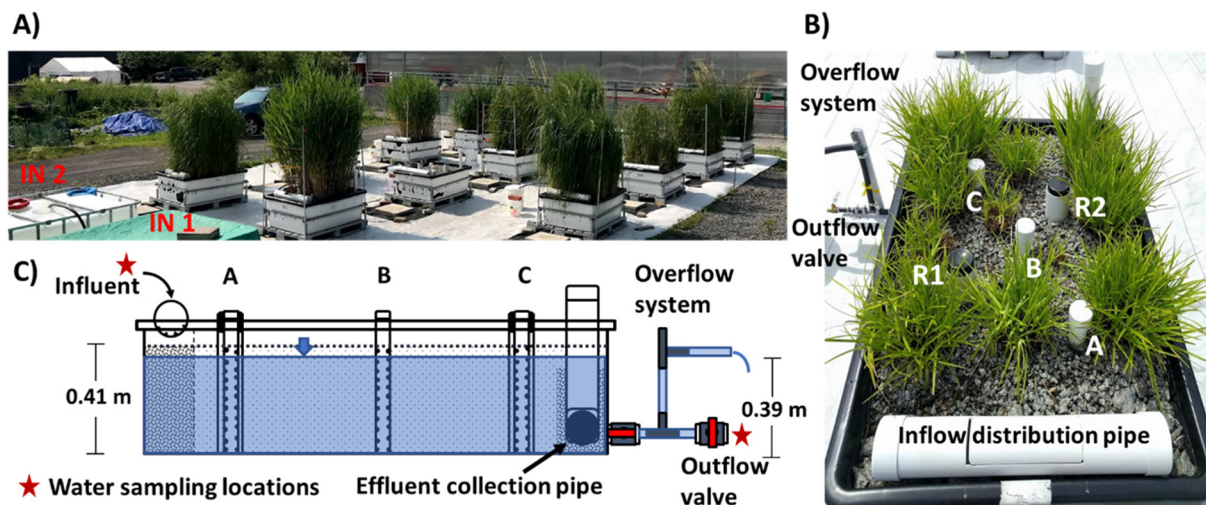 A)
IN 2
IN 1
B)
Overflow
system
Outflow
valve
C
R2
R1
B
A
Inflow distribution pipe
C)
Influent
A
B
C
Overflow
system
0.41 m
0.39 m
Outflow
valve
Water sampling locations
Effluent collection pipe